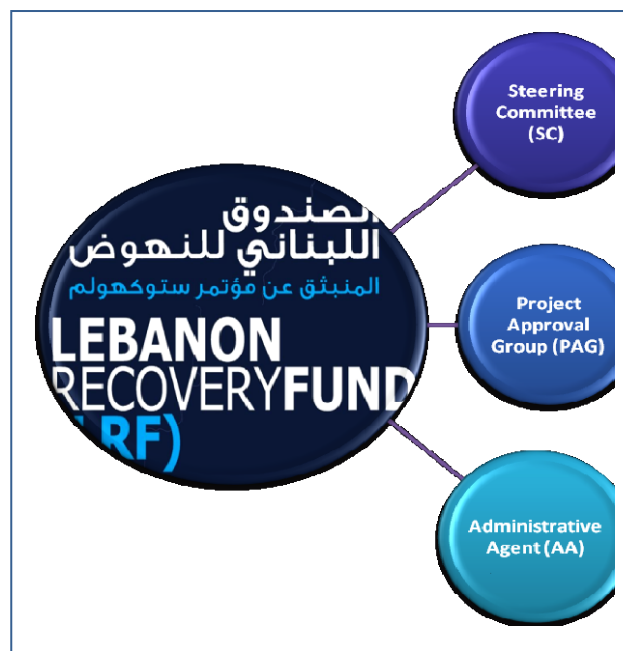 الصندوق
اللبناني للنهوض
المنبثق عن مؤتمر ستوكهولم
LEBANON
RECOVERYFUND
LRF)
Steering
Committee
(SC)
Project
Approval
Group (PAG)
Administrative
Agent (AA)